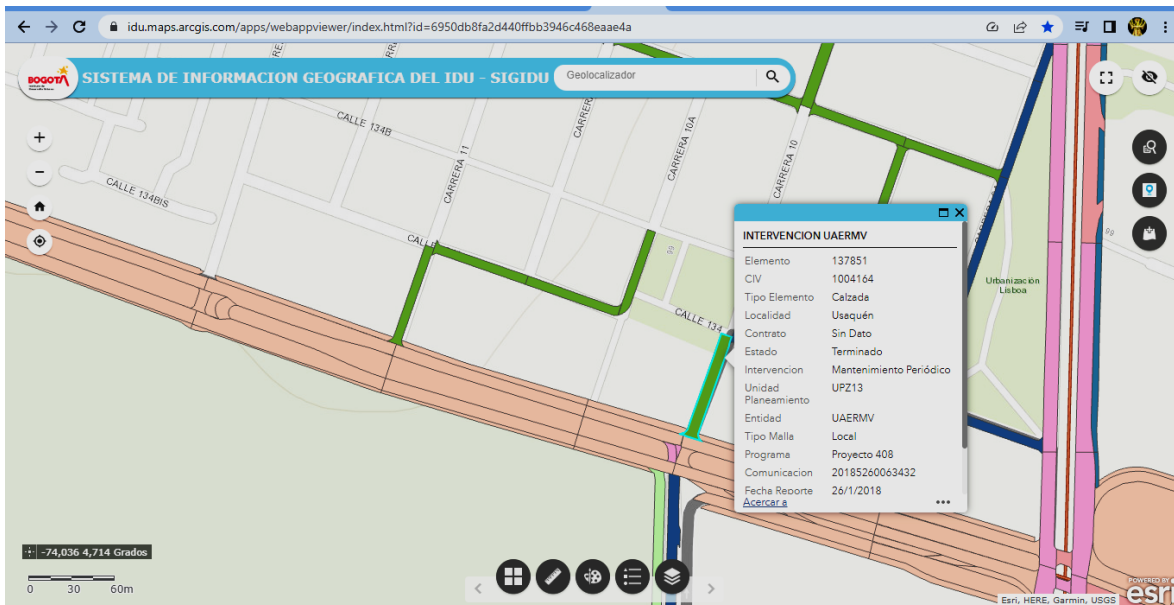 idu.maps.arcgis.com/apps/webappviewer/index.html?id=6950db8fa2d440ffbb3946c468eaae4a
BOGOTÁ
SISTEMA DE INFORMACION GEOGRAFICA DEL IDU - SIGIDU
Geolocalizador
CALLE 134B
CARRERA
CARRERA 10A
CARRERA 10
CARRERA 11
CALLE 134BIS
CALLE
99
99
CALLE 134
Urbanización
Lisboa
INTERVENCION UAERMV
Elemento 137851
CIV 1004164
Tipo Elemento Calzada
Localidad Usaquén
Contrato Sin Dato
Estado Terminado
Intervencion Mantenimiento Periódico
Unidad Planeamiento UPZ13
Entidad UAERMV
Tipo Malla Local
Programa Proyecto 408
Comunicacion 20185260063432
Fecha Reporte 26/1/2018
Acercar a
-74,036 4,714 Grados
0 30 60m
POWERED BY
esri
Esri, HERE, Garmin, USGS